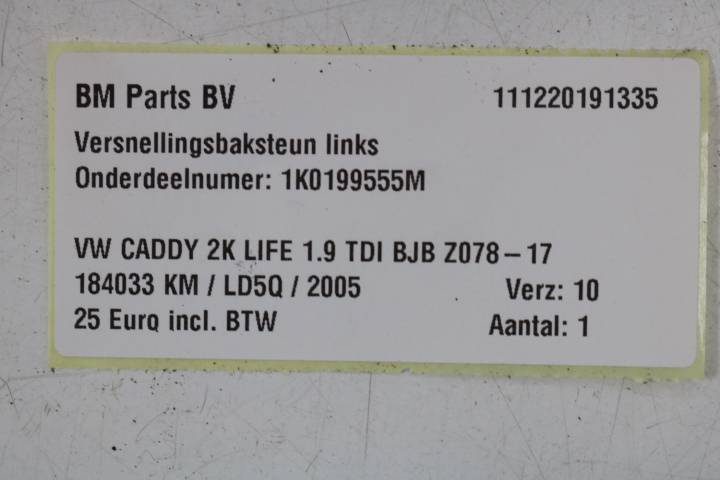 BM Parts BV 111220191335
Versnellingsbaksteun links
Onderdeelnumer: 1K0199555M
VW CADDY 2K LIFE 1.9 TDI BJB Z078-17
184033 KM / LD5Q / 2005 Verz: 10
25 Euro incl. BTW Aantal: 1